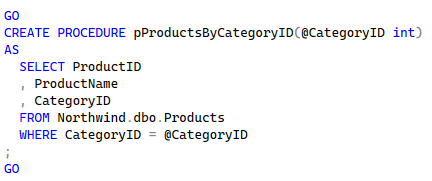 GO
CREATE PROCEDURE pProductsByCategoryID(@CategoryID int)
AS
  SELECT ProductID
  , ProductName
  , CategoryID
  FROM Northwind.dbo.Products
  WHERE CategoryID = @CategoryID
;
GO